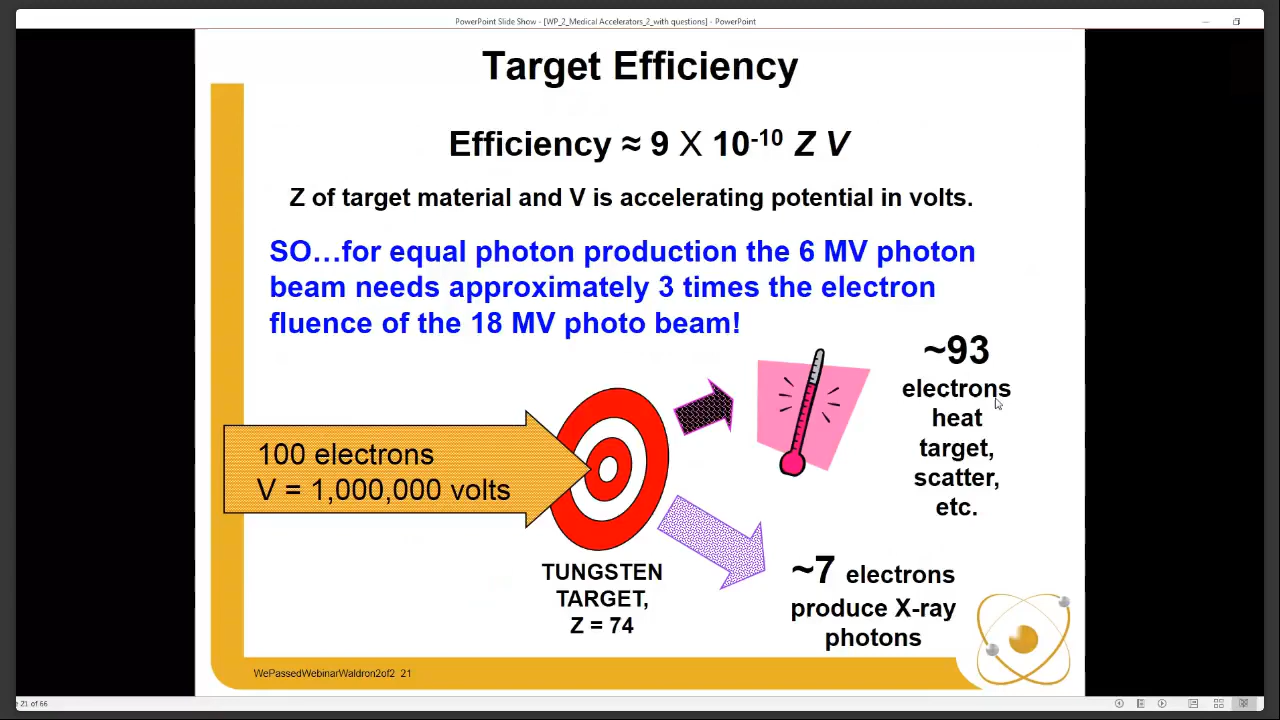 PowerPoint Slide Show - [WP_2_Medical Accelerators_2_with questions] - PowerPoint
Target Efficiency
Efficiency ≈ 9 X 10⁻¹⁰ Z V
Z of target material and V is accelerating potential in volts.
SO…for equal photon production the 6 MV photon
beam needs approximately 3 times the electron
fluence of the 18 MV photo beam!
~93
electrons
heat
target,
scatter,
etc.
100 electrons
V = 1,000,000 volts
TUNGSTEN
TARGET,
Z = 74
~7 electrons
produce X-ray
photons
WePassedWebinarWaldron2of2 21
e 21 of 66